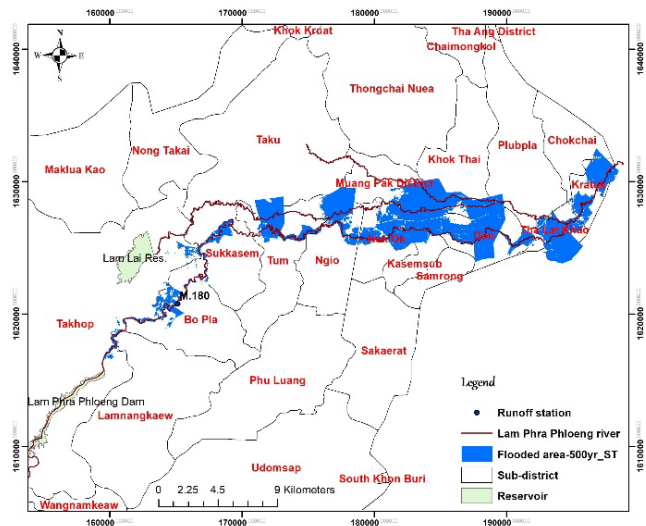 160000 170000 180000 190000
N
W E
S
Khok Kruat
Tha Ang District
Chaimongkol
1640000
1640000
Thongchai Nuea
Nong Takai
Taku
Plubpla
Chokchai
Khok Thai
Maklua Kao
1630000
1630000
Muang Pak District
Tha Lat Khao
Lam Lai Res.
Sukkasem
Tum
Ngio
Kasemsub
Samrong
M.180
1620000
1620000
Takhop
Bo Pla
Sakaerat
Phu Luang
Lam Phra Phloeng Dam
Lamnangkaew
1610000
1610000
Udomsap
South Khon Buri
Wangnamkeaw
0 2.25 4.5 9 Kilometers
Legend
Runoff station
Lam Phra Phloeng river
Flooded area-500yr_ST
Sub-district
Reservoir
160000 170000 180000 190000